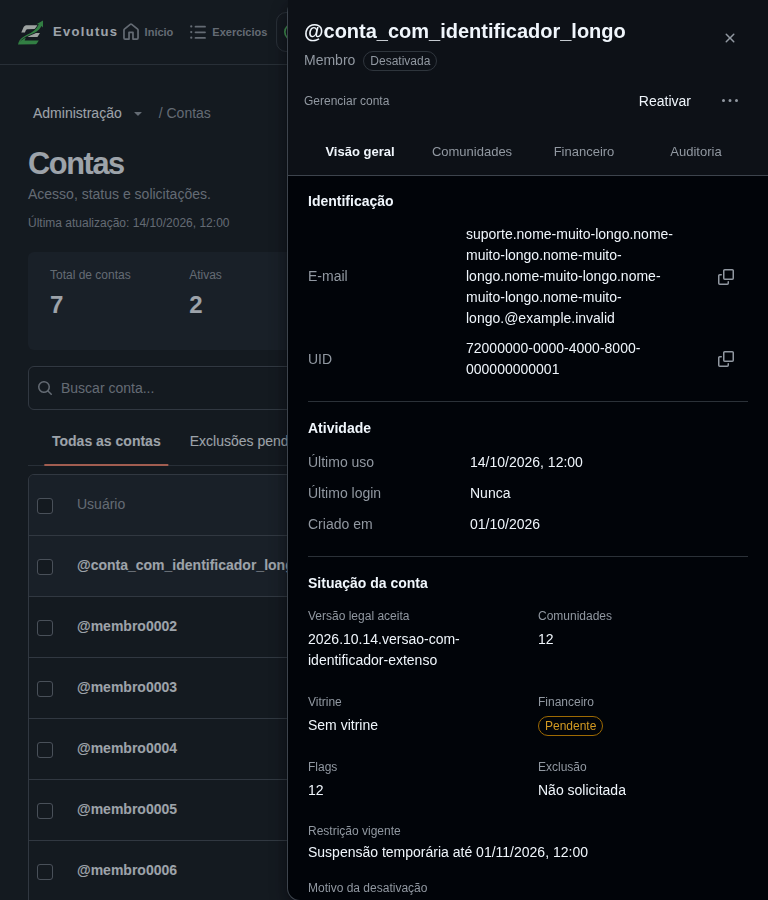 Evolutus
Início
Exercícios
Administração
/ Contas
Contas
Acesso, status e solicitações.
Última atualização: 14/10/2026, 12:00
Total de contas
Ativas
7
2
Buscar conta...
Todas as contas
Exclusões pend
Usuário
@conta_com_identificador_long
@membro0002
@membro0003
@membro0004
@membro0005
@membro0006
@conta_com_identificador_longo
Membro
Desativada
Gerenciar conta
Reativar
Visão geral
Comunidades
Financeiro
Auditoria
Identificação
E-mail
suporte.nome-muito-longo.nome-
muito-longo.nome-muito-
longo.nome-muito-longo.nome-
muito-longo.nome-muito-
longo.@example.invalid
UID
72000000-0000-4000-8000-
000000000001
Atividade
Último uso
14/10/2026, 12:00
Último login
Nunca
Criado em
01/10/2026
Situação da conta
Versão legal aceita
2026.10.14.versao-com-
identificador-extenso
Comunidades
12
Vitrine
Sem vitrine
Financeiro
Pendente
Flags
12
Exclusão
Não solicitada
Restrição vigente
Suspensão temporária até 01/11/2026, 12:00
Motivo da desativação